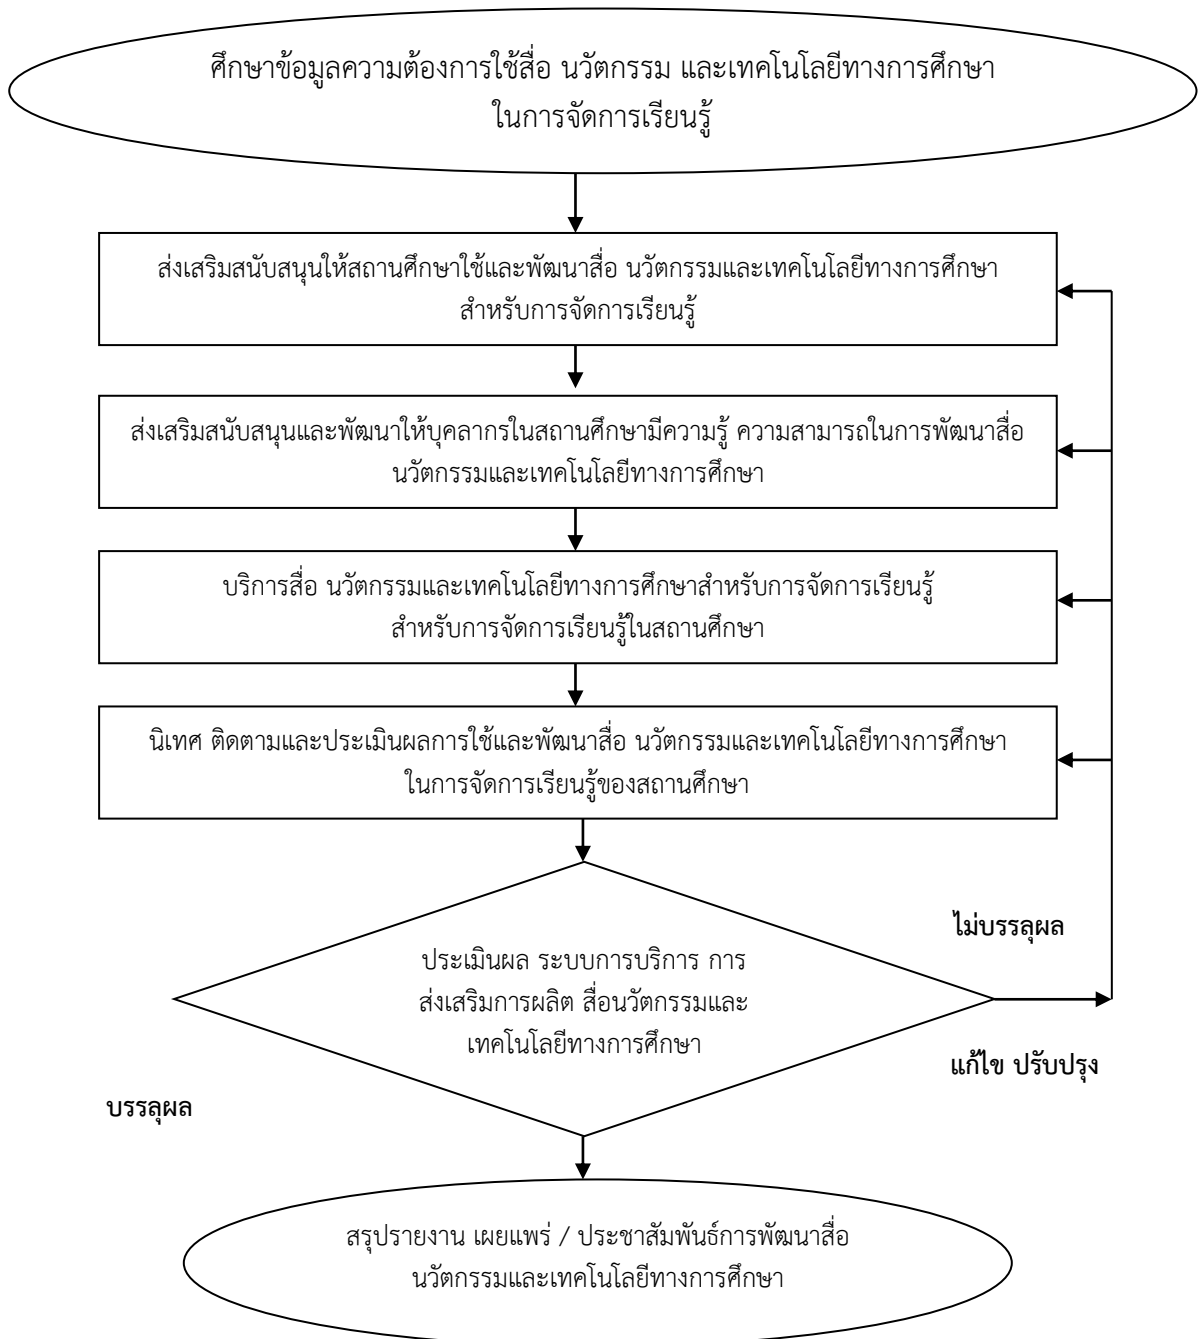 ศึกษาข้อมูลความต้องการใช้สื่อ นวัตกรรม และเทคโนโลยีทางการศึกษา
ในการจัดการเรียนรู้
ส่งเสริมสนับสนุนให้สถานศึกษาใช้และพัฒนาสื่อ นวัตกรรมและเทคโนโลยีทางการศึกษา
สำหรับการจัดการเรียนรู้
ส่งเสริมสนับสนุนและพัฒนาให้บุคลากรในสถานศึกษามีความรู้ ความสามารถในการพัฒนาสื่อ
นวัตกรรมและเทคโนโลยีทางการศึกษา
บริการสื่อ นวัตกรรมและเทคโนโลยีทางการศึกษาสำหรับการจัดการเรียนรู้
สำหรับการจัดการเรียนรู้ในสถานศึกษา
นิเทศ ติดตามและประเมินผลการใช้และพัฒนาสื่อ นวัตกรรมและเทคโนโลยีทางการศึกษา
ในการจัดการเรียนรู้ของสถานศึกษา
ไม่บรรลุผล
ประเมินผล ระบบการบริการ การ
ส่งเสริมการผลิต สื่อนวัตกรรมและ
เทคโนโลยีทางการศึกษา
แก้ไข ปรับปรุง
บรรลุผล
สรุปรายงาน เผยแพร่ / ประชาสัมพันธ์การพัฒนาสื่อ
นวัตกรรมและเทคโนโลยีทางการศึกษา